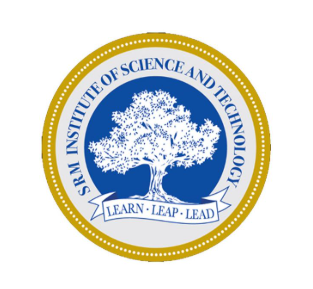 SRM INSTITUTE OF SCIENCE AND TECHNOLOGY
LEARN · LEAP · LEAD